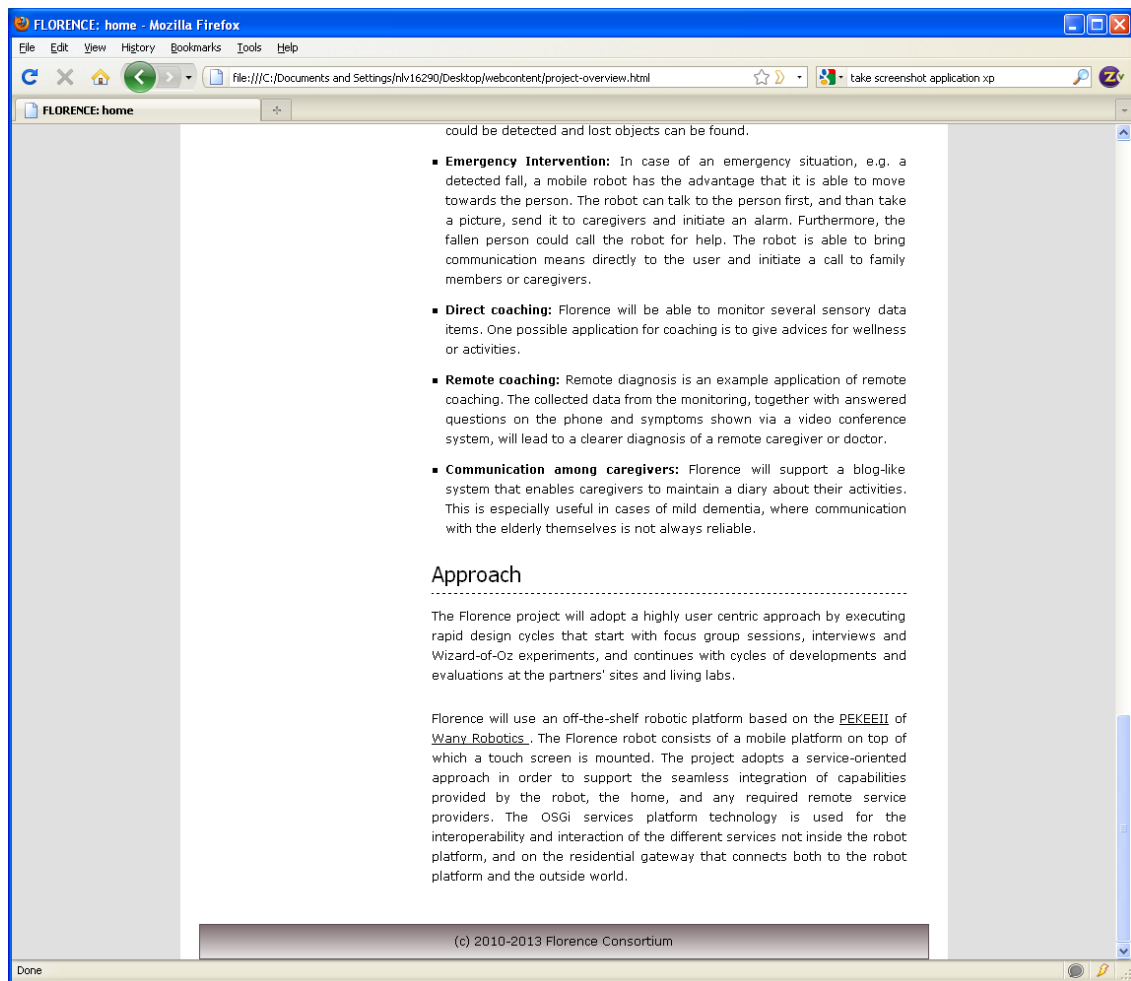 FLORENCE: home - Mozilla Firefox
File Edit View History Bookmarks Tools Help
file:///C:/Documents and Settings/nlv16290/Desktop/webcontent/project-overview.html take screenshot application xp
FLORENCE: home
could be detected and lost objects can be found.
▪ Emergency Intervention: In case of an emergency situation, e.g. a
detected fall, a mobile robot has the advantage that it is able to move
towards the person. The robot can talk to the person first, and than take
a picture, send it to caregivers and initiate an alarm. Furthermore, the
fallen person could call the robot for help. The robot is able to bring
communication means directly to the user and initiate a call to family
members or caregivers.
▪ Direct coaching: Florence will be able to monitor several sensory data
items. One possible application for coaching is to give advices for wellness
or activities.
▪ Remote coaching: Remote diagnosis is an example application of remote
coaching. The collected data from the monitoring, together with answered
questions on the phone and symptoms shown via a video conference
system, will lead to a clearer diagnosis of a remote caregiver or doctor.
▪ Communication among caregivers: Florence will support a blog-like
system that enables caregivers to maintain a diary about their activities.
This is especially useful in cases of mild dementia, where communication
with the elderly themselves is not always reliable.
Approach
The Florence project will adopt a highly user centric approach by executing
rapid design cycles that start with focus group sessions, interviews and
Wizard-of-Oz experiments, and continues with cycles of developments and
evaluations at the partners' sites and living labs.
Florence will use an off-the-shelf robotic platform based on the PEKEEII of
Wany Robotics . The Florence robot consists of a mobile platform on top of
which a touch screen is mounted. The project adopts a service-oriented
approach in order to support the seamless integration of capabilities
provided by the robot, the home, and any required remote service
providers. The OSGi services platform technology is used for the
interoperability and interaction of the different services not inside the robot
platform, and on the residential gateway that connects both to the robot
platform and the outside world.
(c) 2010-2013 Florence Consortium
Done